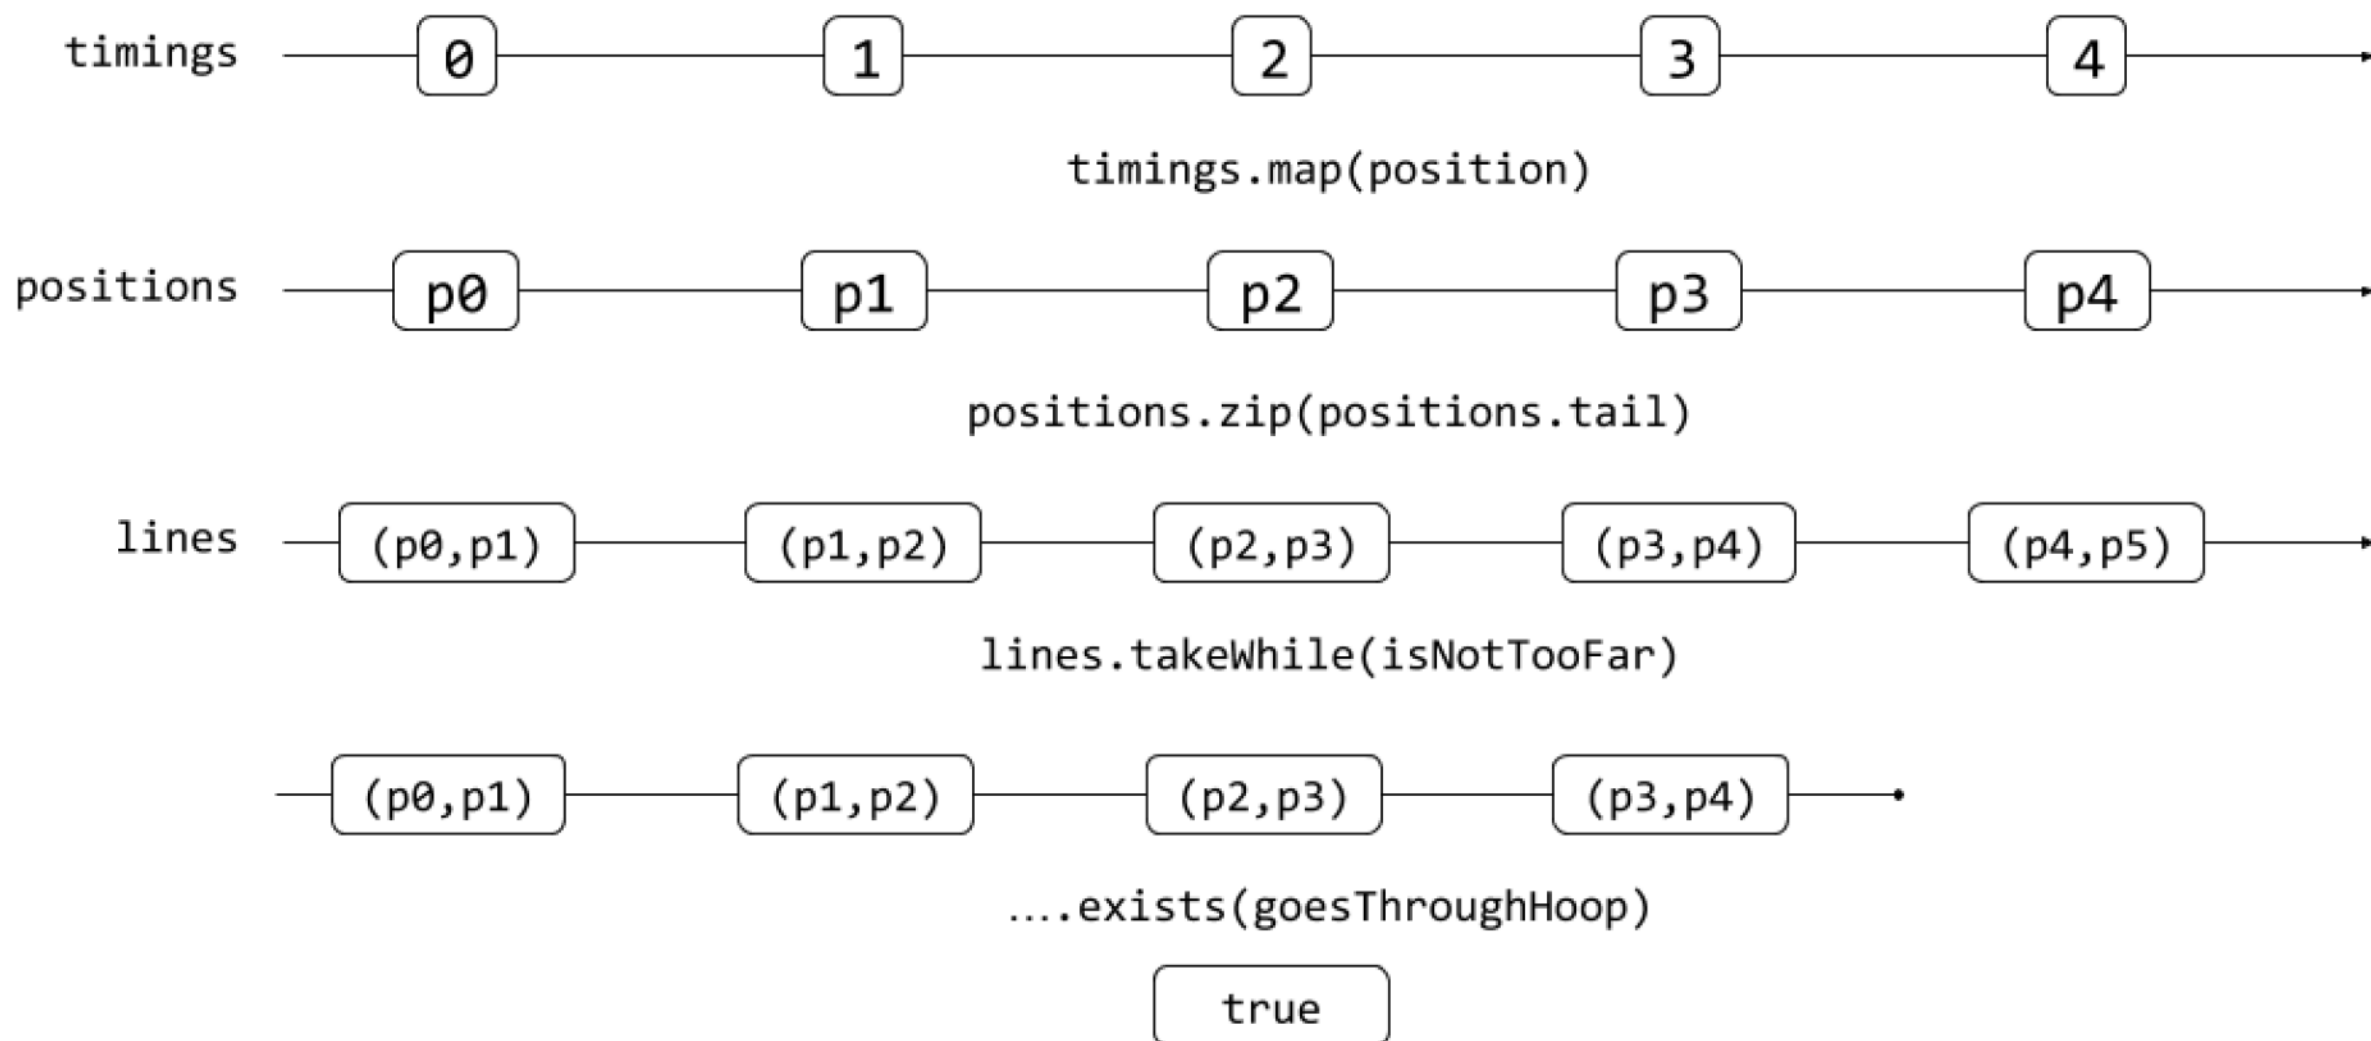 timings 0 1 2 3 4
timings.map(position)
positions p0 p1 p2 p3 p4
positions.zip(positions.tail)
lines (p0,p1) (p1,p2) (p2,p3) (p3,p4) (p4,p5)
lines.takeWhile(isNotTooFar)
(p0,p1) (p1,p2) (p2,p3) (p3,p4)
….exists(goesThroughHoop)
true